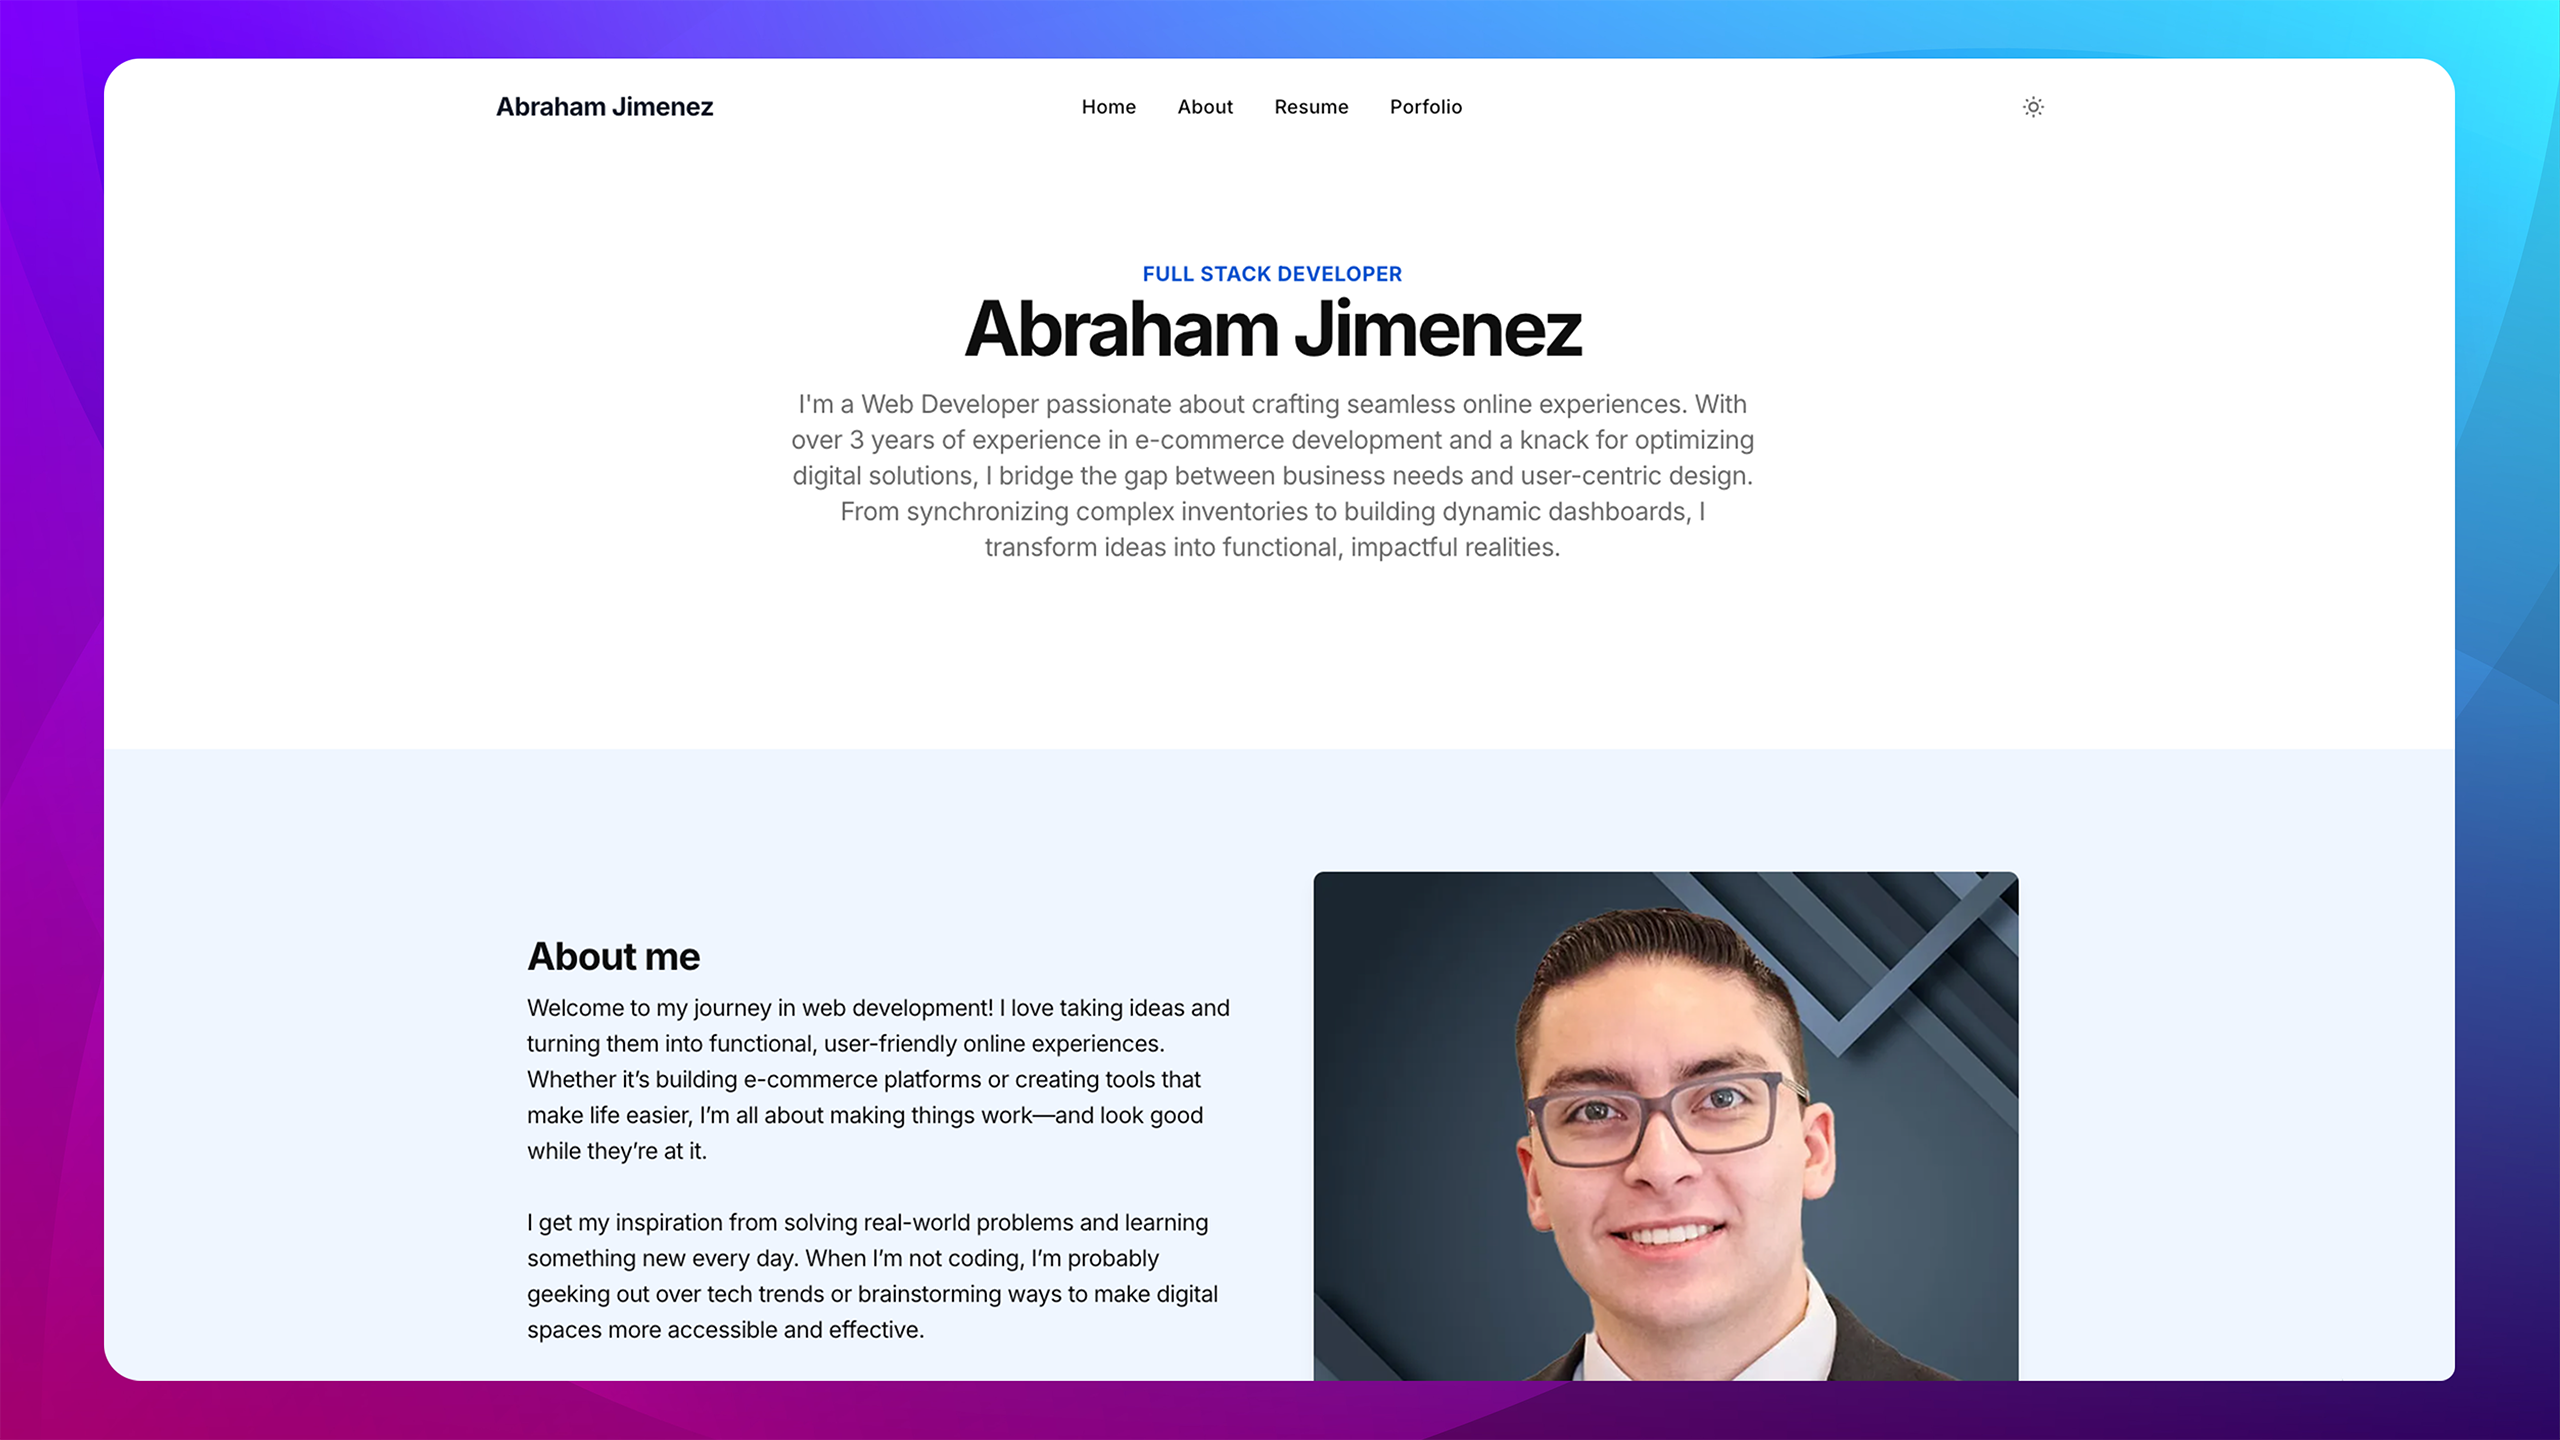 Abraham Jimenez
Home About Resume Porfolio
FULL STACK DEVELOPER
Abraham Jimenez
I'm a Web Developer passionate about crafting seamless online experiences. With
over 3 years of experience in e-commerce development and a knack for optimizing
digital solutions, I bridge the gap between business needs and user-centric design.
From synchronizing complex inventories to building dynamic dashboards, I
transform ideas into functional, impactful realities.
About me
Welcome to my journey in web development! I love taking ideas and
turning them into functional, user-friendly online experiences.
Whether it’s building e-commerce platforms or creating tools that
make life easier, I’m all about making things work—and look good
while they’re at it.
I get my inspiration from solving real-world problems and learning
something new every day. When I’m not coding, I’m probably
geeking out over tech trends or brainstorming ways to make digital
spaces more accessible and effective.